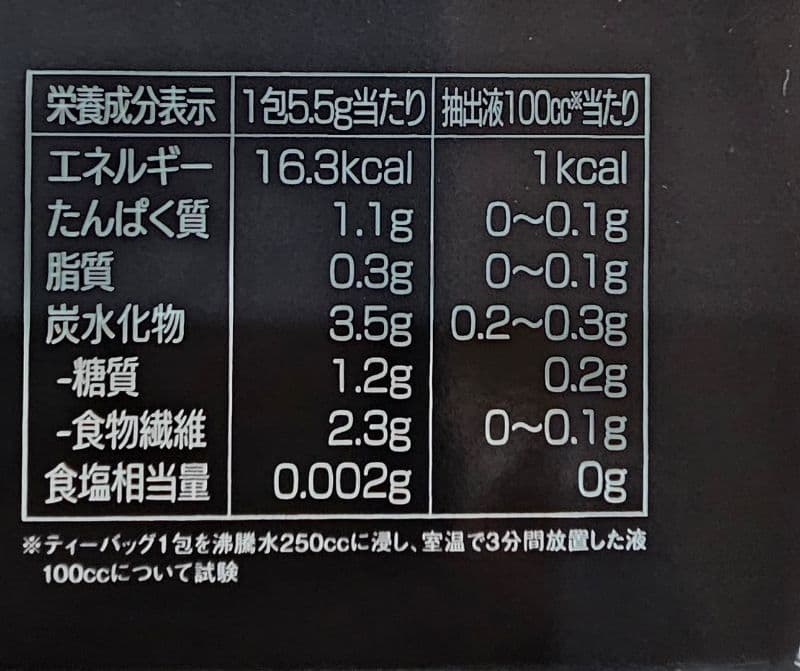 栄養成分表示 1包5.5g当たり 抽出液100cc※当たり
エネルギー 16.3kcal 1kcal
たんぱく質 1.1g 0〜0.1g
脂質 0.3g 0〜0.1g
炭水化物 3.5g 0.2〜0.3g
-糖質 1.2g 0.2g
-食物繊維 2.3g 0〜0.1g
食塩相当量 0.002g 0g
※ティーバッグ1包を沸騰水250ccに浸し、室温で3分間放置した液
100ccについて試験